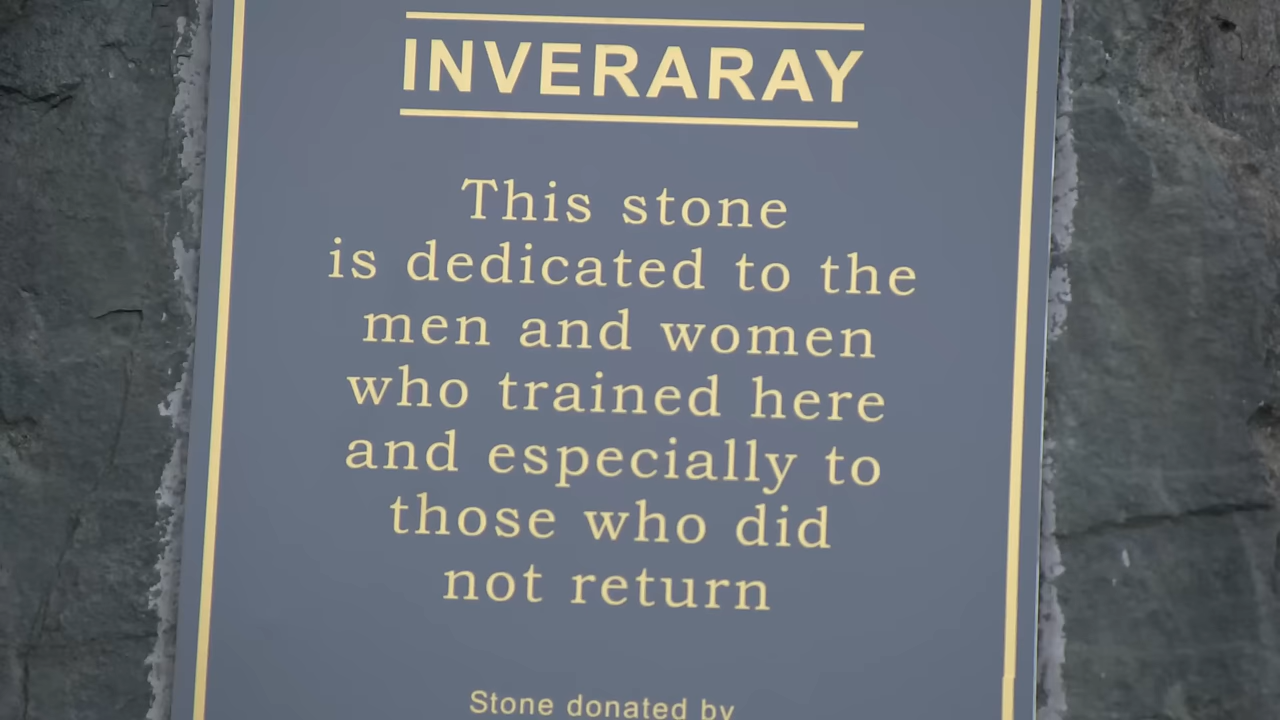 INVERARAY
This stone
is dedicated to the
men and women
who trained here
and especially to
those who did
not return
Stone donated by